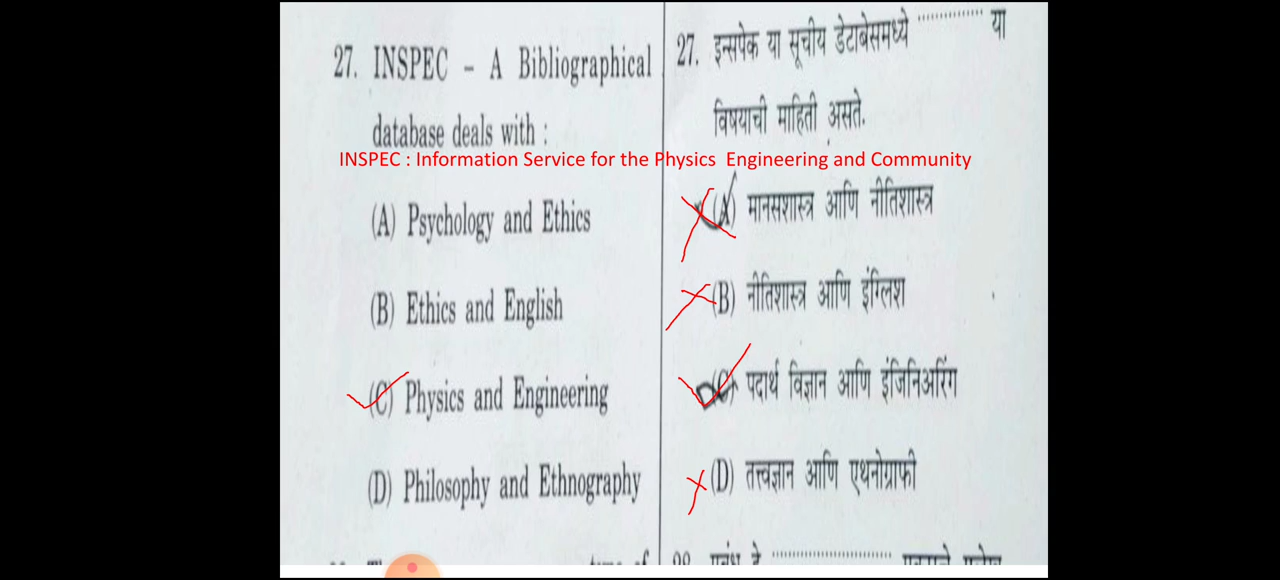 27. INSPEC – A Bibliographical
database deals with :
INSPEC : Information Service for the Physics Engineering and Community
(A) Psychology and Ethics
(B) Ethics and English
(C) Physics and Engineering
(D) Philosophy and Ethnography
27. इन्सपेक या सूचीय डेटाबेसमध्ये .............. या
विषयाची माहिती असते.
(A) मानसशास्त्र आणि नीतिशास्त्र
(B) नीतिशास्त्र आणि इंग्लिश
(C) पदार्थ विज्ञान आणि इंजिनिअरिंग
(D) तत्त्वज्ञान आणि एथनोग्राफी